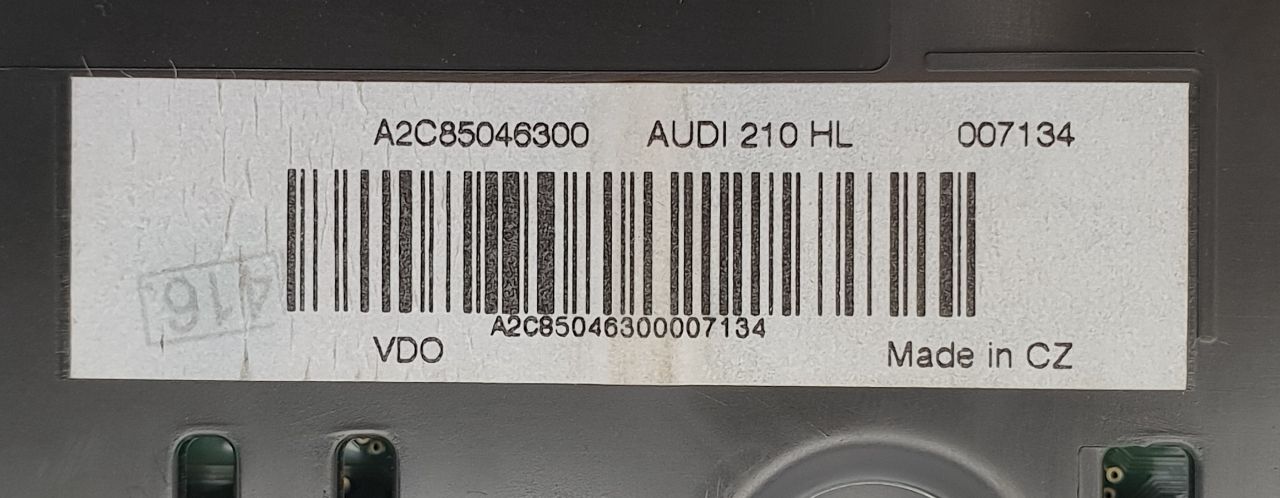 A2C85046300 AUDI 210 HL 007134
A2C85046300007134
VDO Made in CZ
416